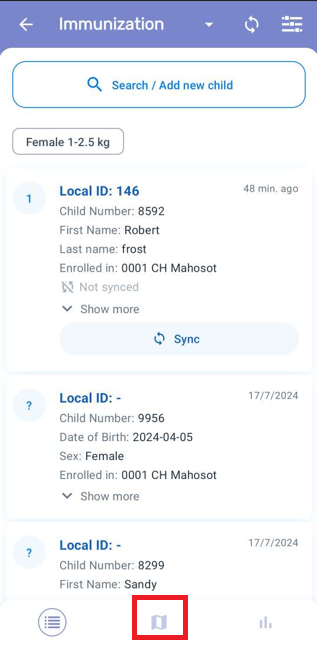 Immunization
Search / Add new child
Female 1-2.5 kg
1
Local ID: 146
48 min. ago
Child Number: 8592
First Name: Robert
Last name: frost
Enrolled in: 0001 CH Mahosot
Not synced
Show more
Sync
?
Local ID: -
17/7/2024
Child Number: 9956
Date of Birth: 2024-04-05
Sex: Female
Enrolled in: 0001 CH Mahosot
Show more
?
Local ID: -
17/7/2024
Child Number: 8299
First Name: Sandy